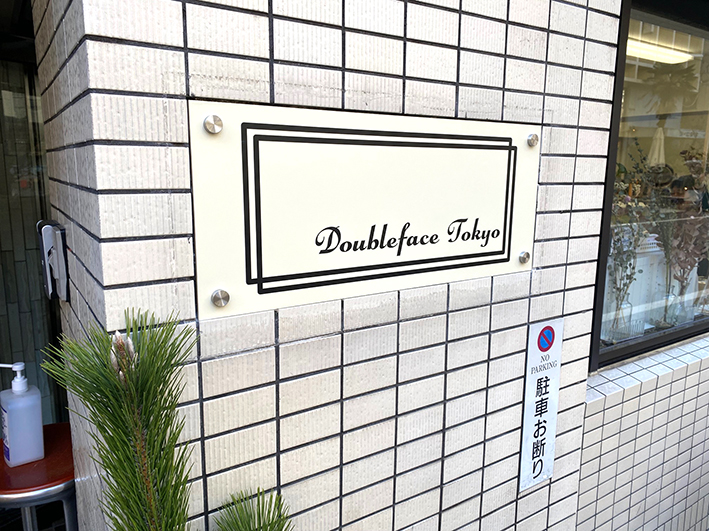 Doubleface Tokyo
NO
PARKING
駐車お断り